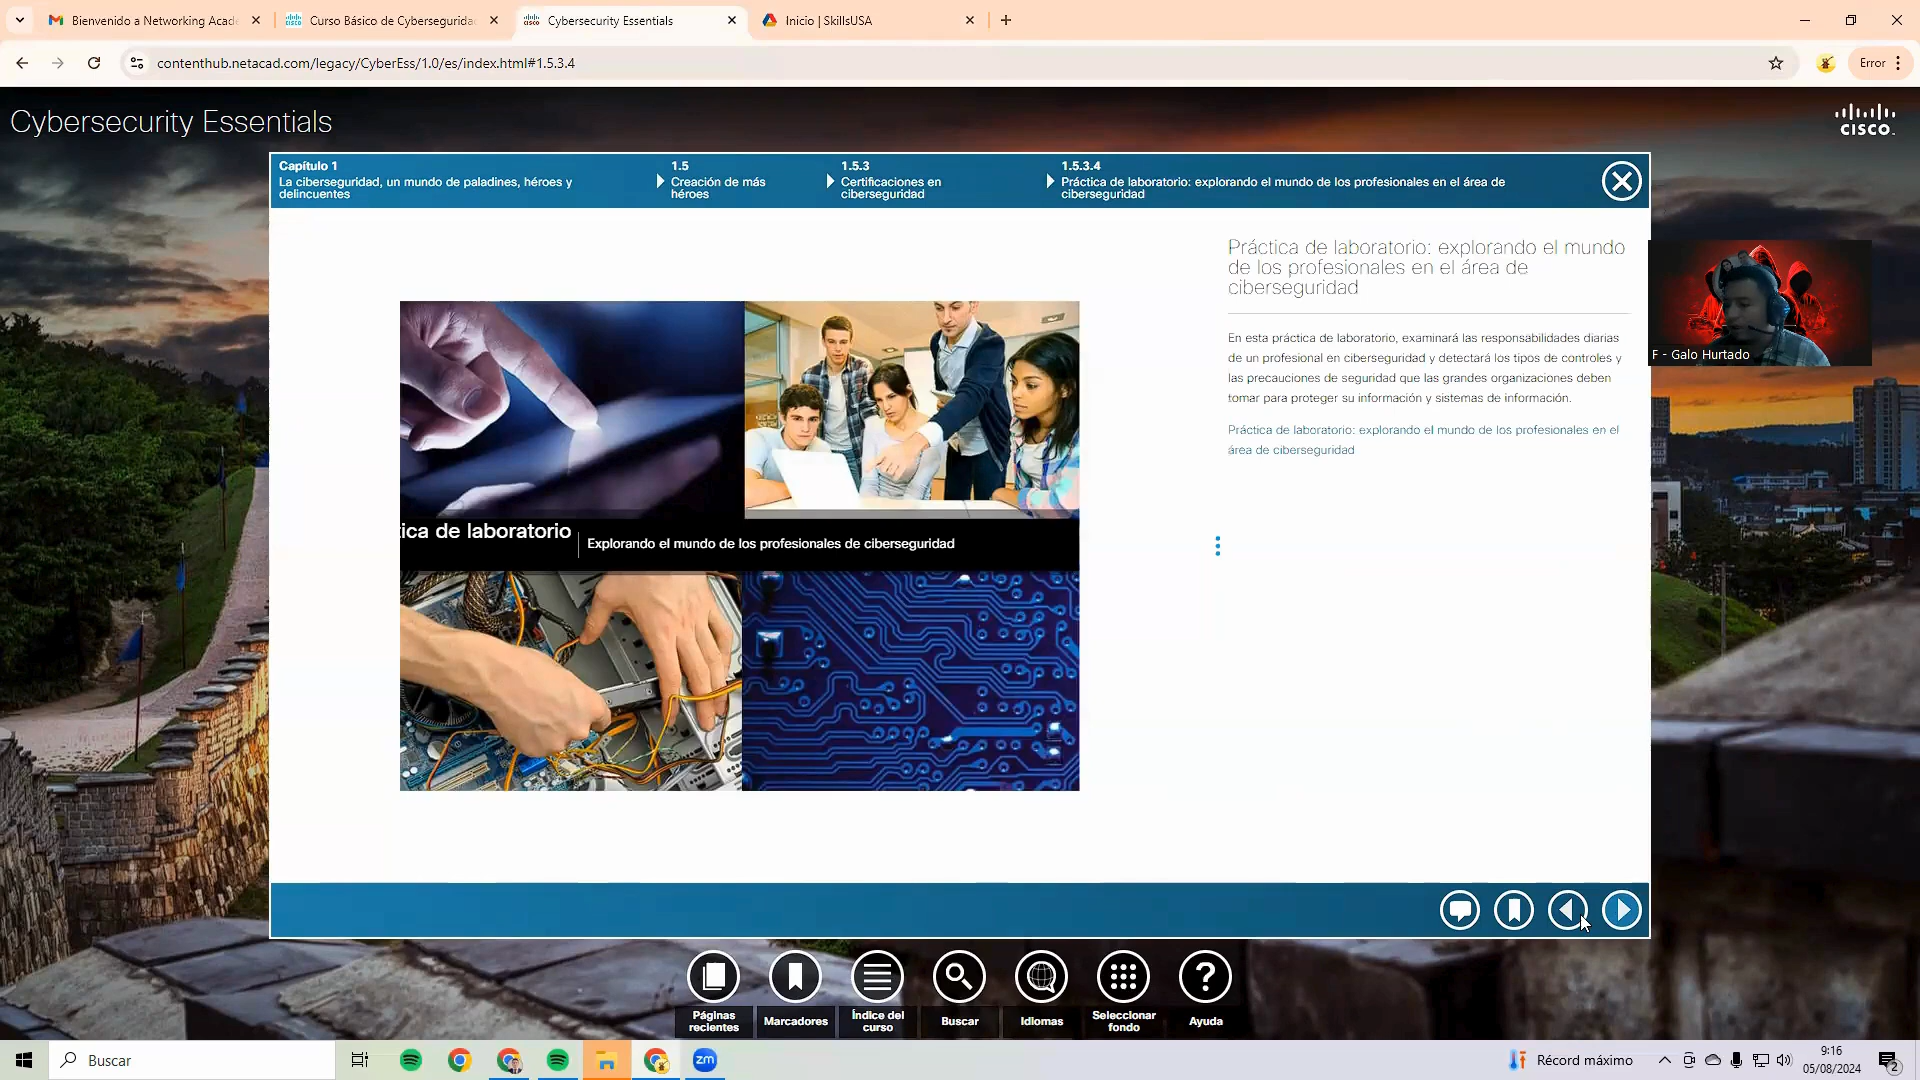 Bienvenido a Networking Acade
Curso Básico de Cybersegurida
Cybersecurity Essentials
Inicio | SkillsUSA
contenthub.netacad.com/legacy/CyberEss/1.0/es/index.html#1.5.3.4
Error
Cybersecurity Essentials
CISCO
Capítulo 1
La ciberseguridad, un mundo de paladines, héroes y
delincuentes
1.5
Creación de más
héroes
1.5.3
Certificaciones en
ciberseguridad
1.5.3.4
Práctica de laboratorio: explorando el mundo de los profesionales en el área de
ciberseguridad
Práctica de laboratorio: explorando el mundo
de los profesionales en el área de
ciberseguridad
En esta práctica de laboratorio, examinará las responsabilidades diarias
de un profesional en ciberseguridad y detectará los tipos de controles y
las precauciones de seguridad que las grandes organizaciones deben
tomar para proteger su información y sistemas de información.
Práctica de laboratorio: explorando el mundo de los profesionales en el
área de ciberseguridad
F - Galo Hurtado
tica de laboratorio
Explorando el mundo de los profesionales de ciberseguridad
Páginas
recientes
Marcadores
Índice del
curso
Buscar
Idiomas
Seleccionar
fondo
?
Ayuda
Buscar
zm
Récord máximo
9:16
05/08/2024
2